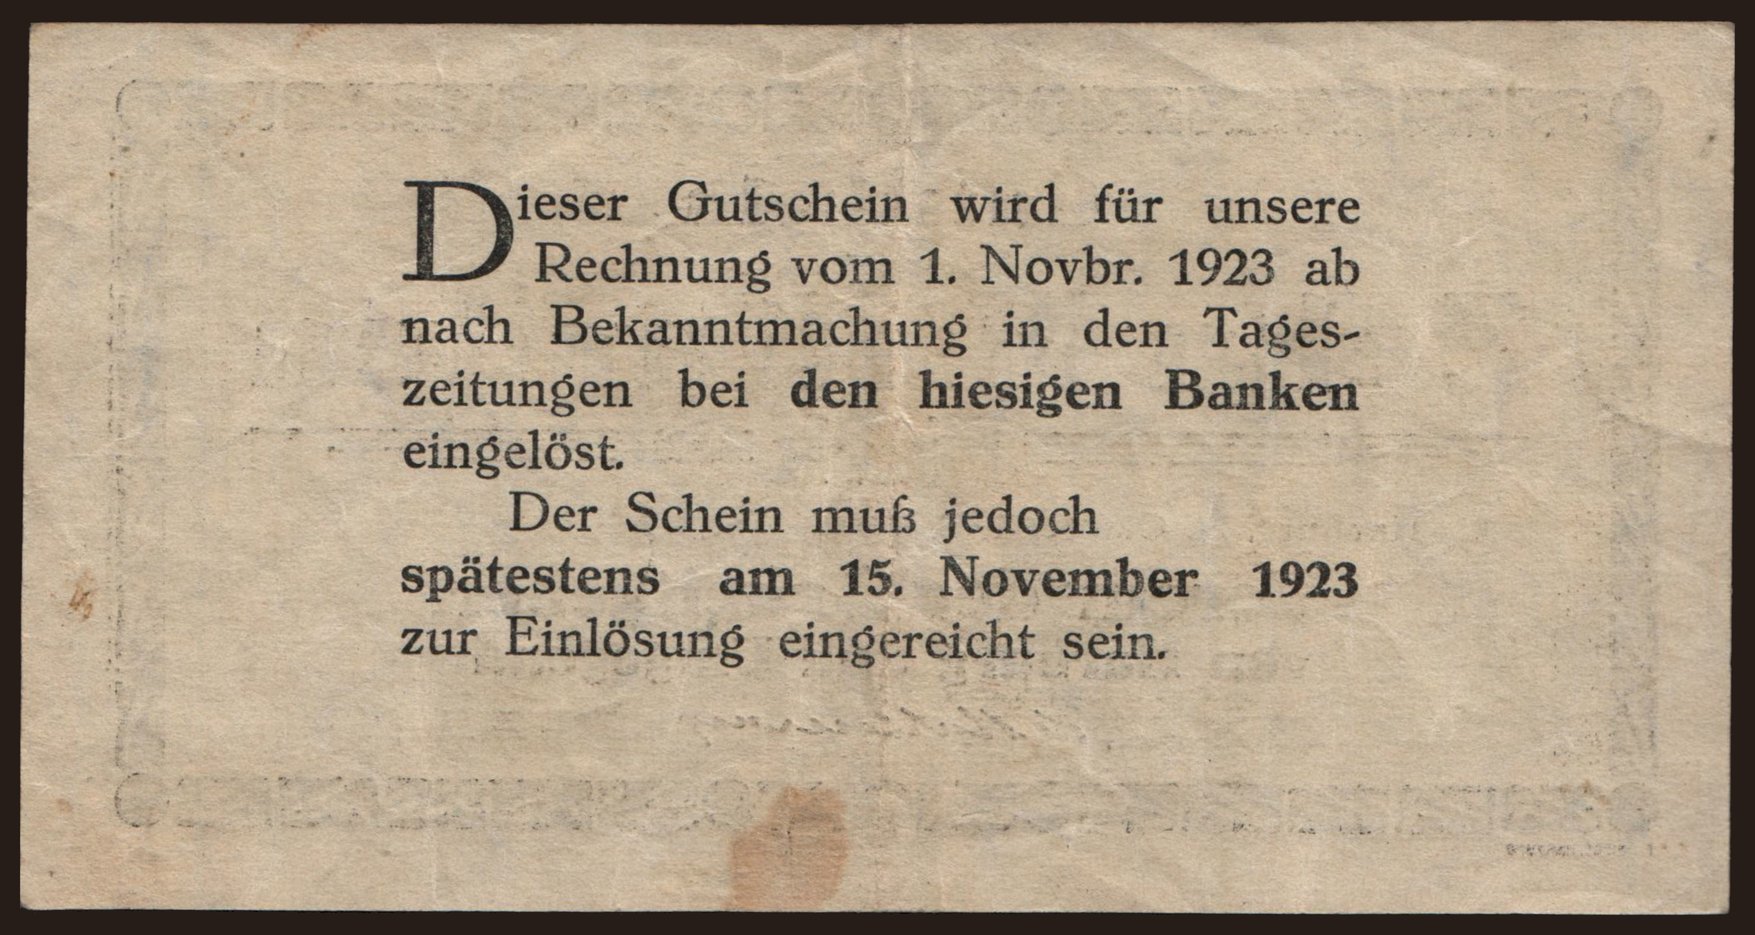 Dieser Gutschein wird für unsere
Rechnung vom 1. Novbr. 1923 ab
nach Bekanntmachung in den Tages-
zeitungen bei den hiesigen Banken
eingelöst.
Der Schein muß jedoch
spätestens am 15. November 1923
zur Einlösung eingereicht sein.